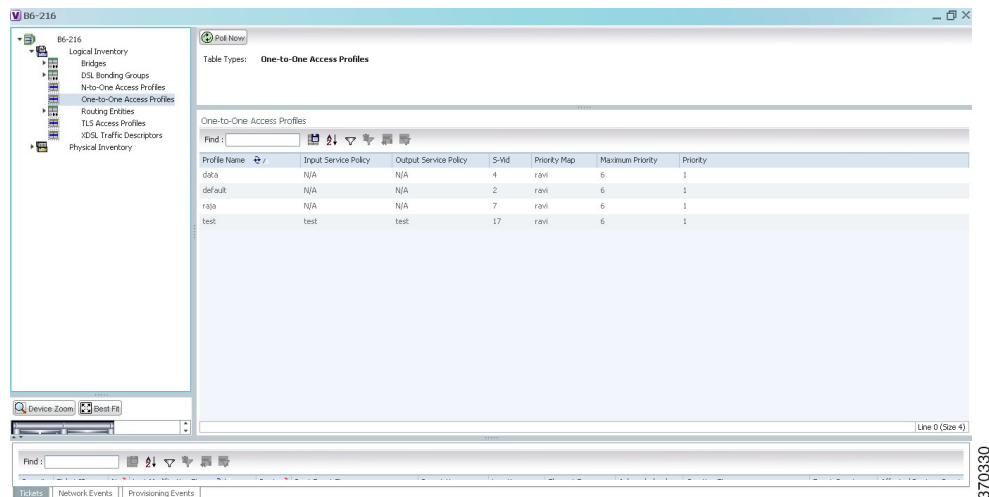 B6-216
B6-216
Logical Inventory
Bridges
DSL Bonding Groups
N-to-One Access Profiles
One-to-One Access Profiles
Routing Entities
TLS Access Profiles
XDSL Traffic Descriptors
Physical Inventory
Device Zoom Best Fit
Poll Now
Table Types: One-to-One Access Profiles
One-to-One Access Profiles
Find :
Profile Name Input Service Policy Output Service Policy S-Vid Priority Map Maximum Priority Priority
data N/A N/A 4 ravi 6 1
default N/A N/A 2 ravi 6 1
raja N/A N/A 7 ravi 6 1
test test test 17 ravi 6 1
Line 0 (Size 4)
Find :
Tickets Network Events Provisioning Events
370330